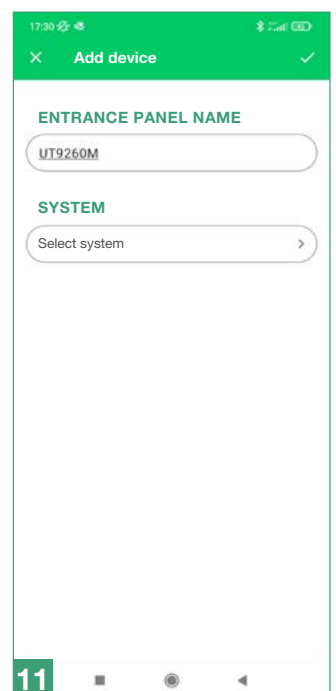 17:30
Add device
ENTRANCE PANEL NAME
UT9260M
SYSTEM
Select system
11